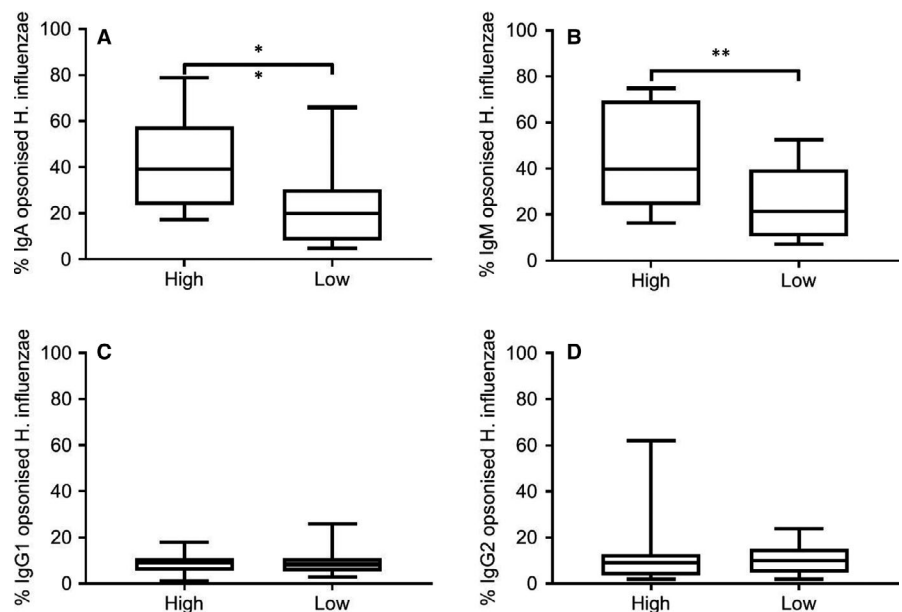 A
% IgA opsonised H. influenzae
100
80
60
40
20
0
*
*
High Low
B
% IgM opsonised H. influenzae
100
80
60
40
20
0
**
High Low
C
% IgG1 opsonised H. influenzae
100
80
60
40
20
0
High Low
D
% IgG2 opsonised H. influenzae
100
80
60
40
20
0
High Low